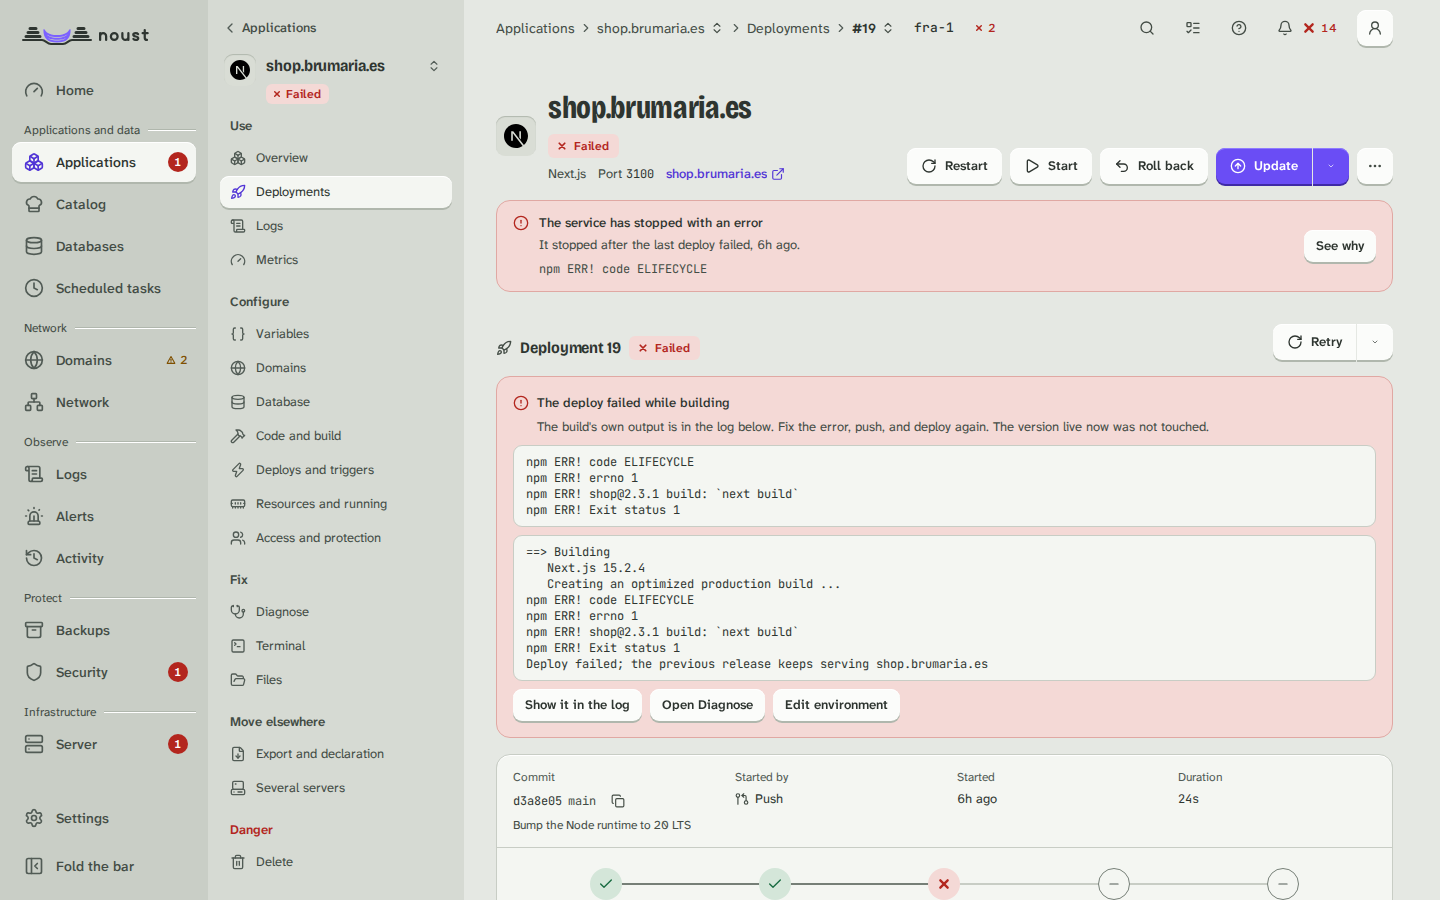 noust
Home
Applications and data
Applications 1
Catalog
Databases
Scheduled tasks
Network
Domains 2
Network
Observe
Logs
Alerts
Activity
Protect
Backups
Security 1
Infrastructure
Server 1
Settings
Fold the bar
Applications
shop.brumaria.es
Failed
Use
Overview
Deployments
Logs
Metrics
Configure
Variables
Domains
Database
Code and build
Deploys and triggers
Resources and running
Access and protection
Fix
Diagnose
Terminal
Files
Move elsewhere
Export and declaration
Several servers
Danger
Delete
Applications > shop.brumaria.es > Deployments > #19 fra-1 × 2
14
shop.brumaria.es
Failed
Next.js Port 3100 shop.brumaria.es
Restart Start Roll back Update
The service has stopped with an error
It stopped after the last deploy failed, 6h ago.
npm ERR! code ELIFECYCLE
See why
Deployment 19 Failed
Retry
The deploy failed while building
The build's own output is in the log below. Fix the error, push, and deploy again. The version live now was not touched.
npm ERR! code ELIFECYCLE
npm ERR! errno 1
npm ERR! shop@2.3.1 build: `next build`
npm ERR! Exit status 1
==> Building
Next.js 15.2.4
Creating an optimized production build ...
npm ERR! code ELIFECYCLE
npm ERR! errno 1
npm ERR! shop@2.3.1 build: `next build`
npm ERR! Exit status 1
Deploy failed; the previous release keeps serving shop.brumaria.es
Show it in the log Open Diagnose Edit environment
Commit Started by Started Duration
d3a8e05 main Push 6h ago 24s
Bump the Node runtime to 20 LTS